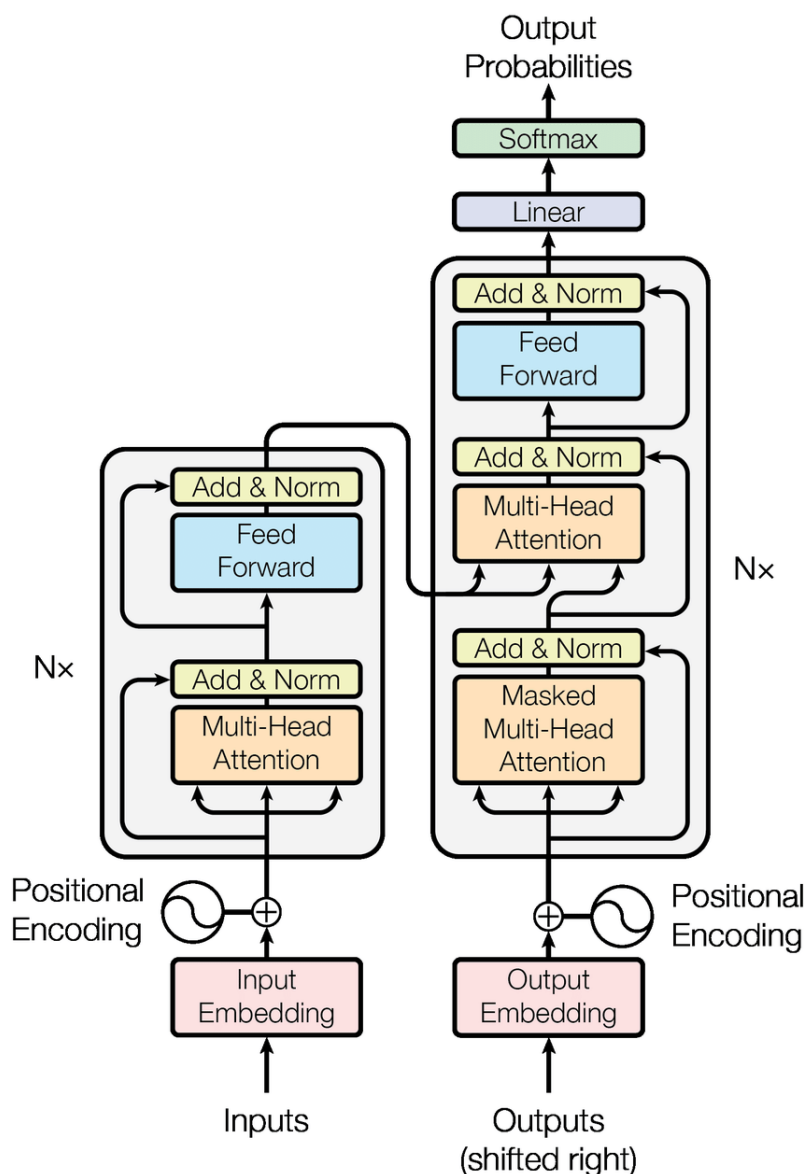 Output
Probabilities
Softmax
Linear
Add & Norm
Feed
Forward
Add & Norm
Multi-Head
Attention
Add & Norm
Masked
Multi-Head
Attention
N×
Add & Norm
Feed
Forward
Add & Norm
Multi-Head
Attention
N×
Positional
Encoding
Positional
Encoding
Input
Embedding
Output
Embedding
Inputs
Outputs
(shifted right)